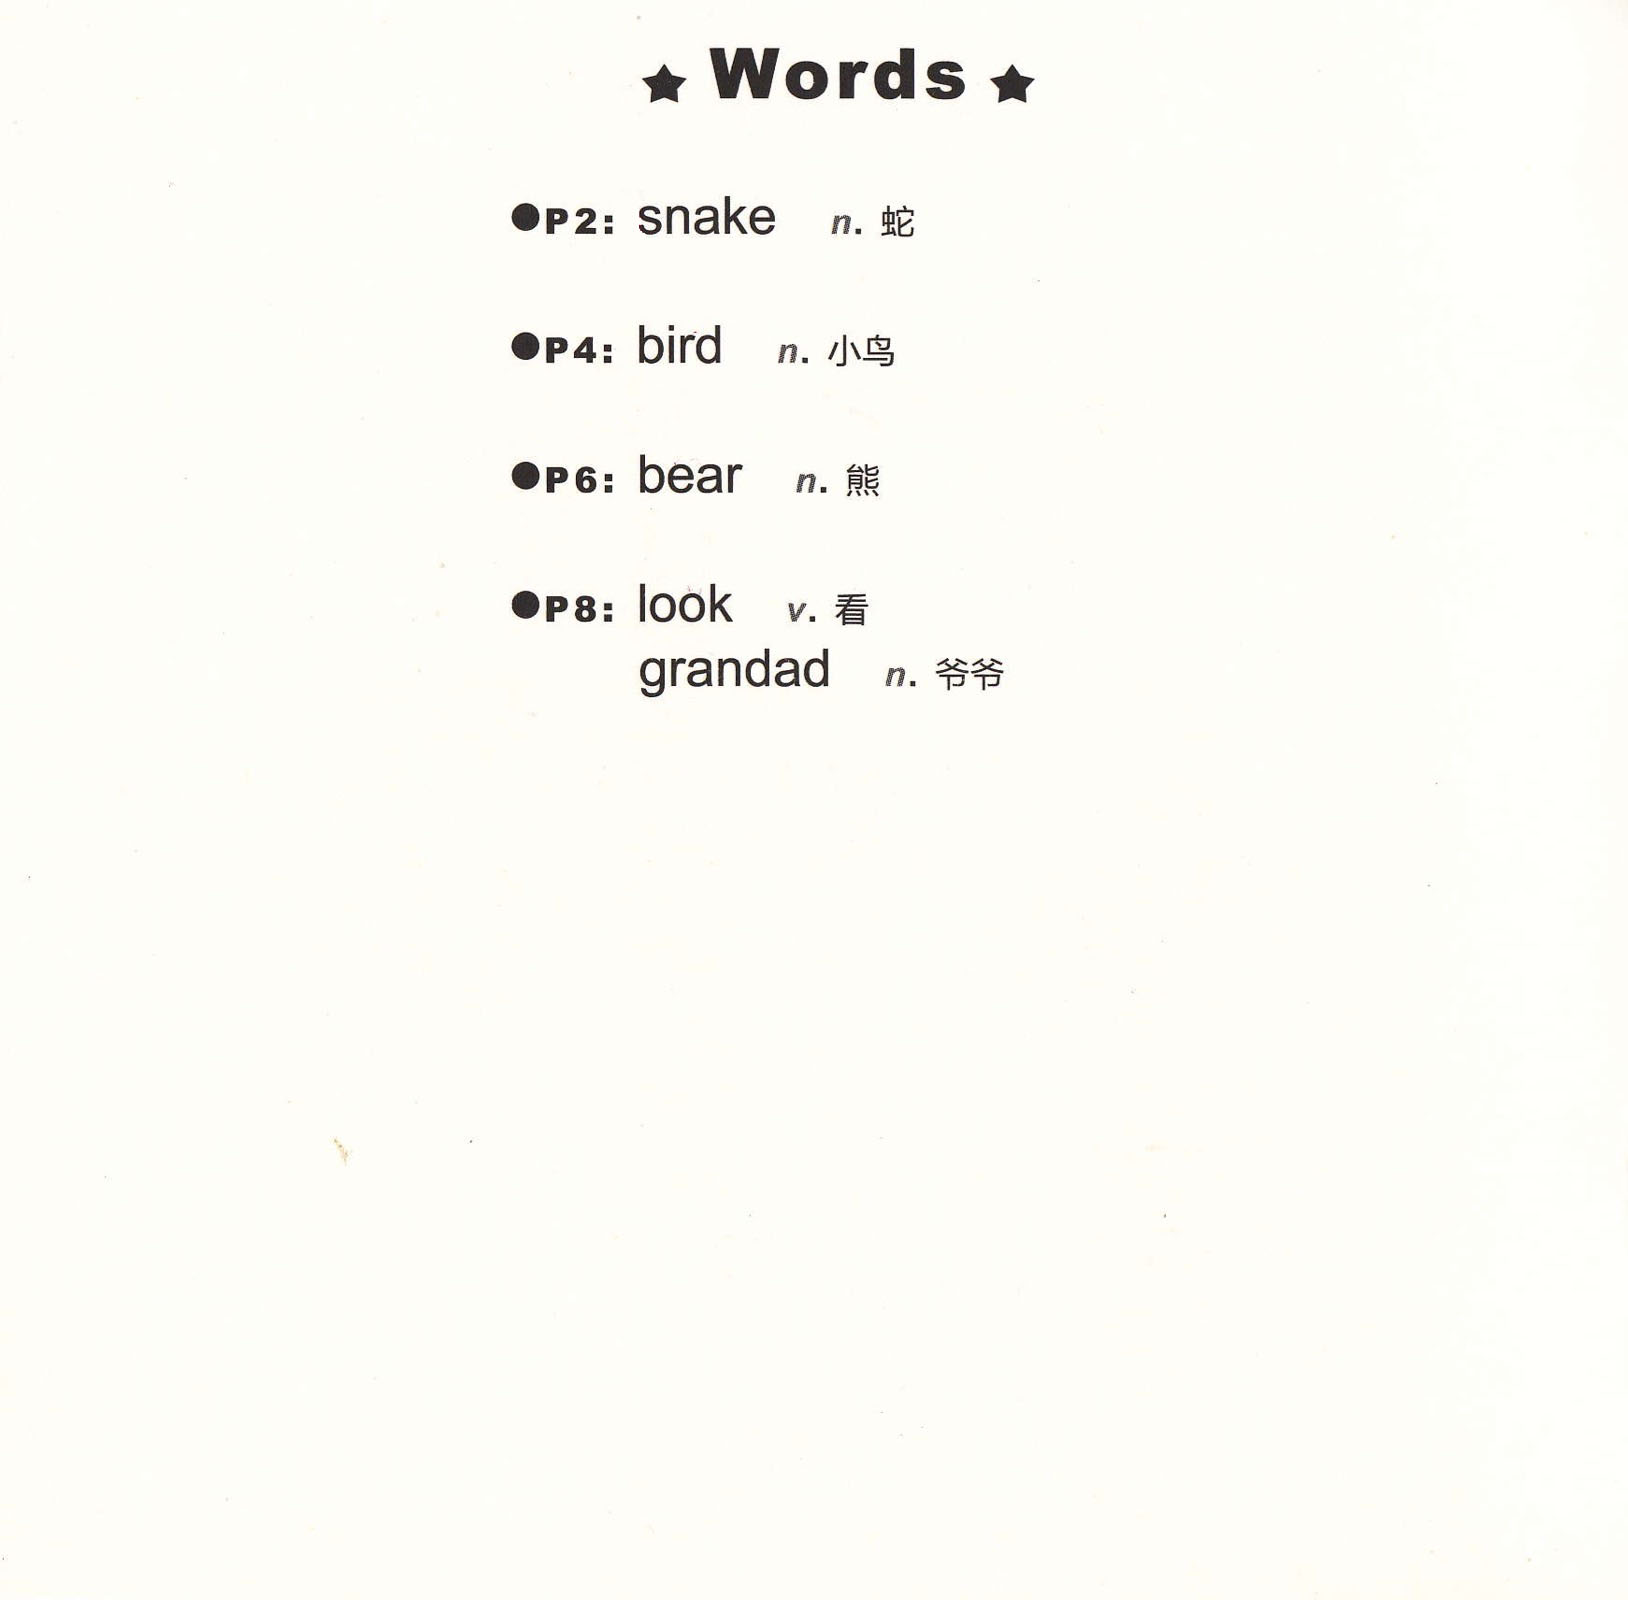 ★ Words ★
●P2: snake n. 蛇
●P4: bird n. 小鸟
●P6: bear n. 熊
●P8: look v. 看
grandad n. 爷爷